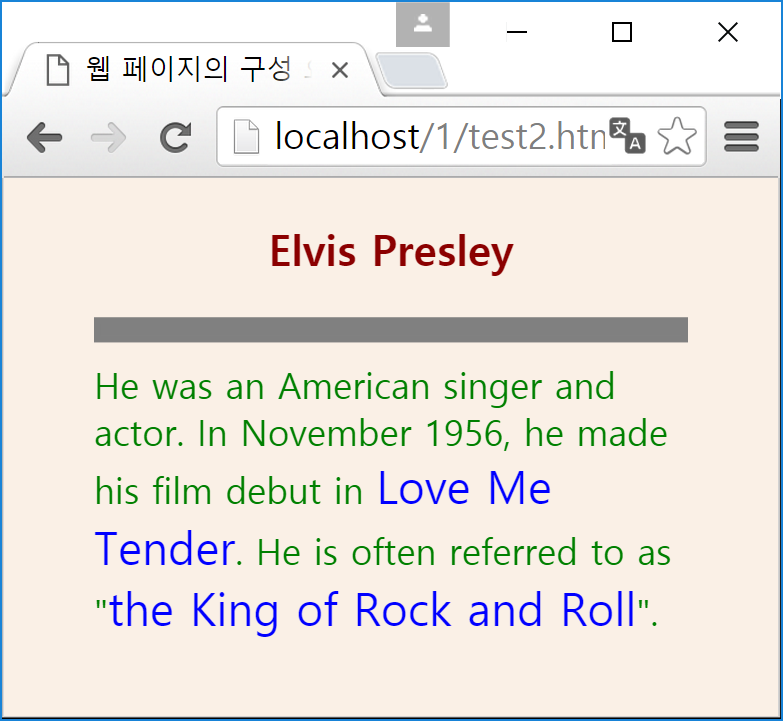 웹 페이지의 구성
localhost/1/test2.htm
Elvis Presley
He was an American singer and
actor. In November 1956, he made
his film debut in Love Me
Tender. He is often referred to as
"the King of Rock and Roll".